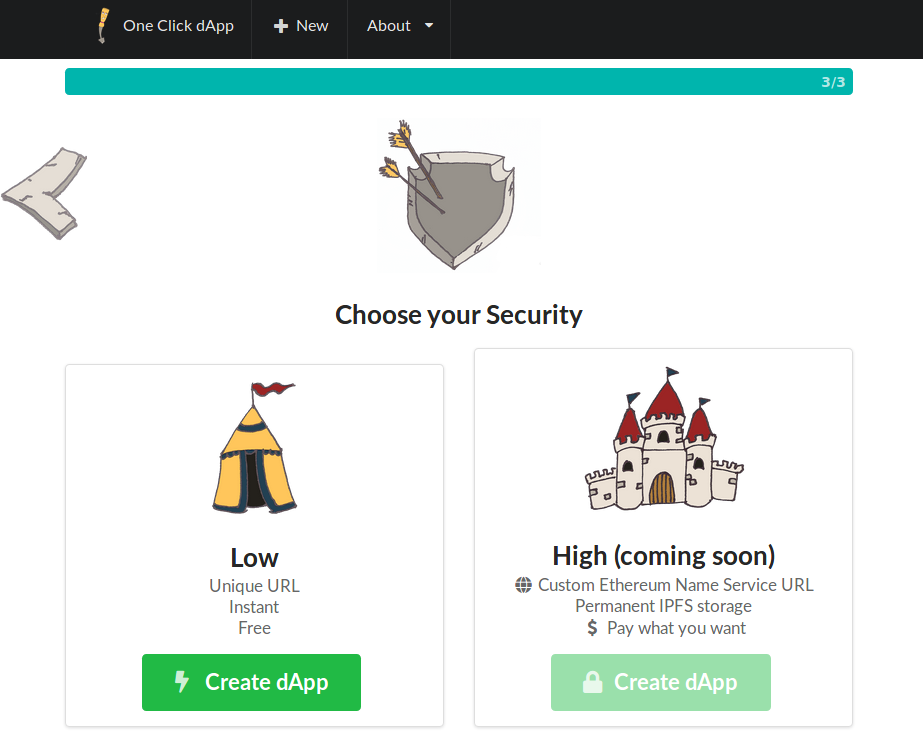 One Click dApp
New
About
3/3
Choose your Security
Low
Unique URL
Instant
Free
Create dApp
High (coming soon)
Custom Ethereum Name Service URL
Permanent IPFS storage
$ Pay what you want
Create dApp